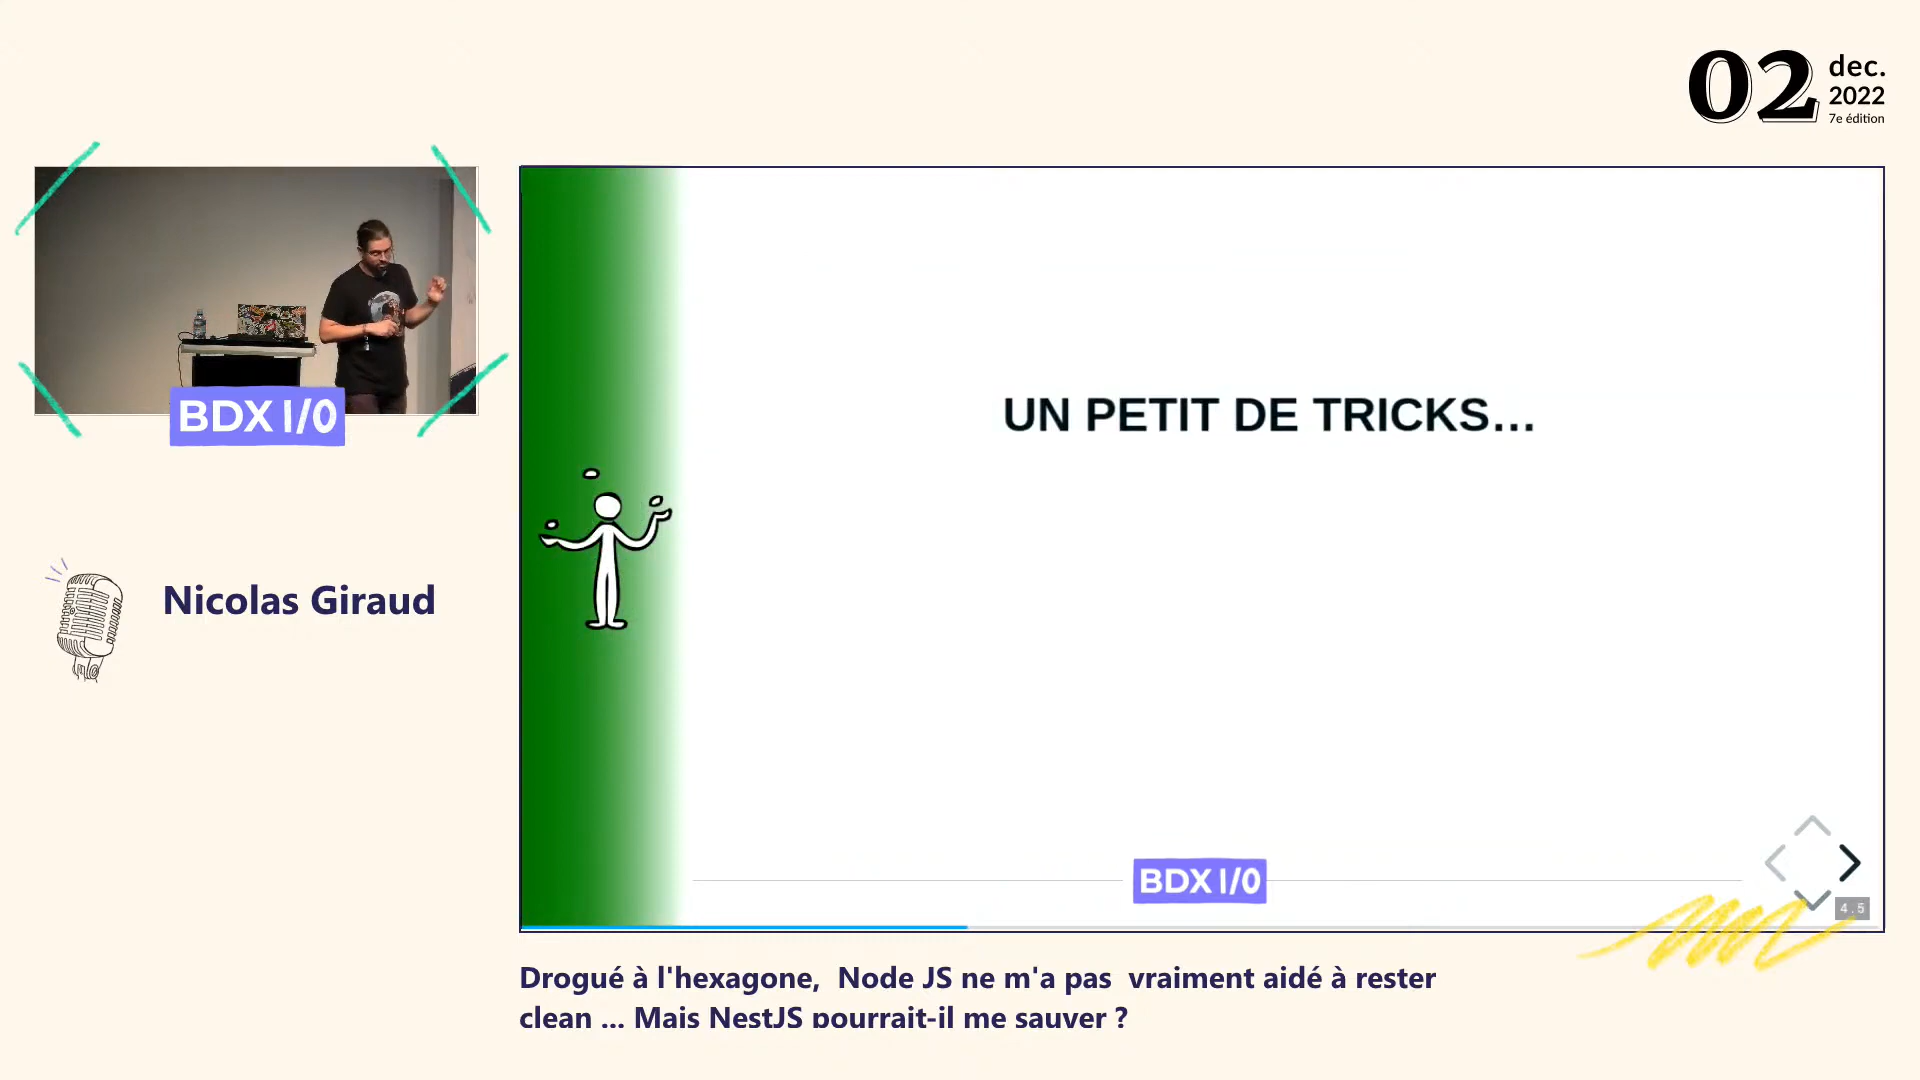 02
dec.
2022
7e édition
BDX I/O
Nicolas Giraud
UN PETIT DE TRICKS...
BDX I/O
4.5
Drogué à l'hexagone, Node JS ne m'a pas vraiment aidé à rester
clean ... Mais NestJS pourrait-il me sauver ?